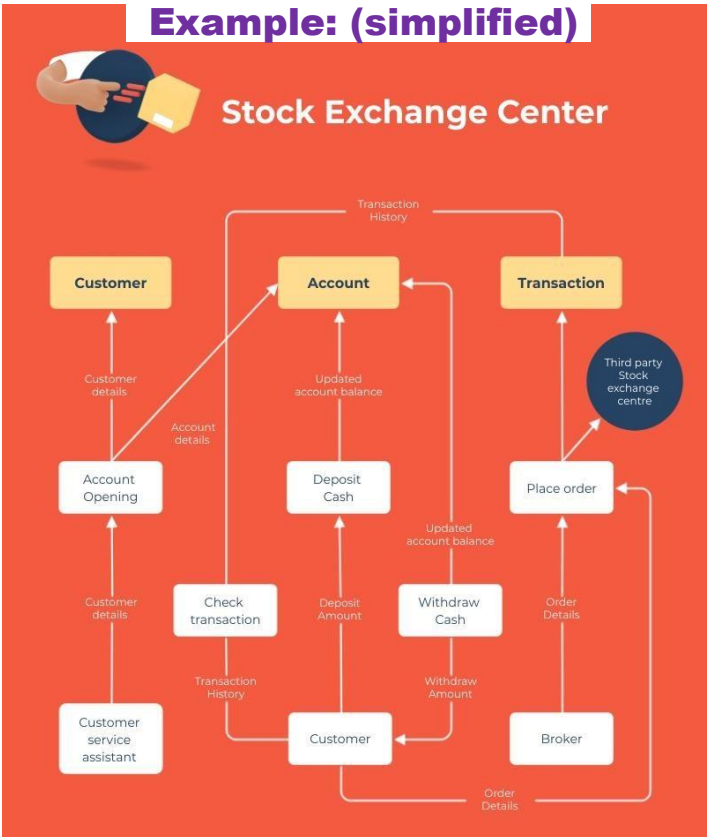 Example: (simplified)
Stock Exchange Center
Transaction
History
Customer
Account
Transaction
Third party
Stock
exchange
centre
Customer
details
Updated
account balance
Account
details
Account
Opening
Deposit
Cash
Place order
Updated
account balance
Customer
details
Check
transaction
Deposit
Amount
Withdraw
Cash
Order
Details
Transaction
History
Withdraw
Amount
Customer
service
assistant
Customer
Broker
Order
Details